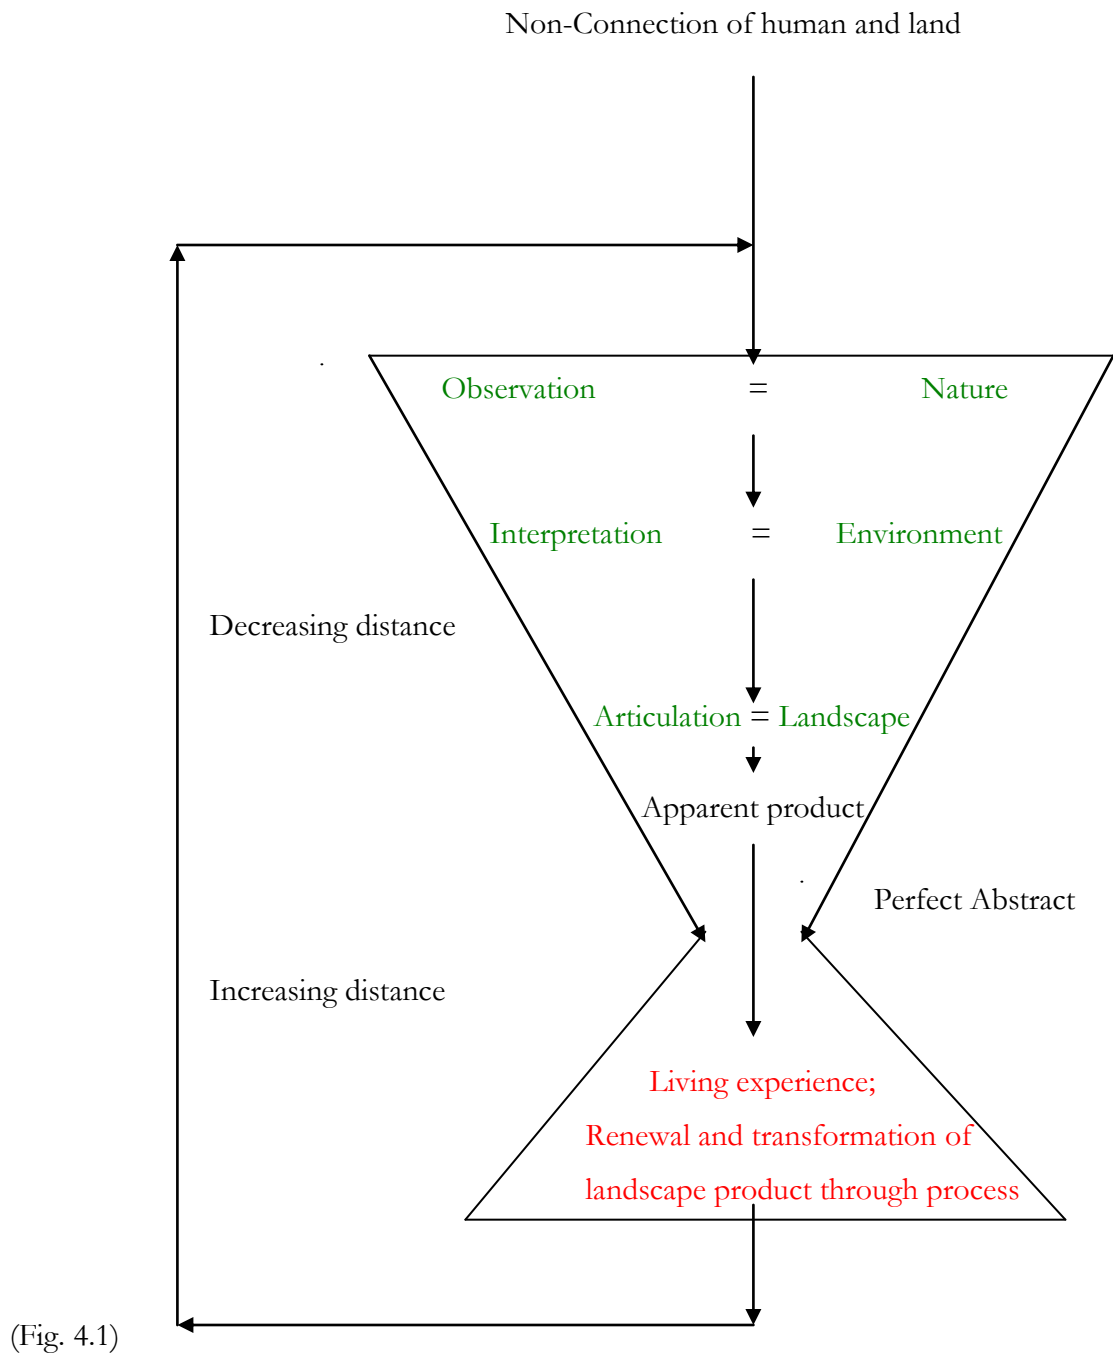 Non-Connection of human and land
Observation = Nature
Interpretation = Environment
Decreasing distance
Articulation = Landscape
Apparent product
Perfect Abstract
Increasing distance
Living experience;
Renewal and transformation of
landscape product through process
(Fig. 4.1)